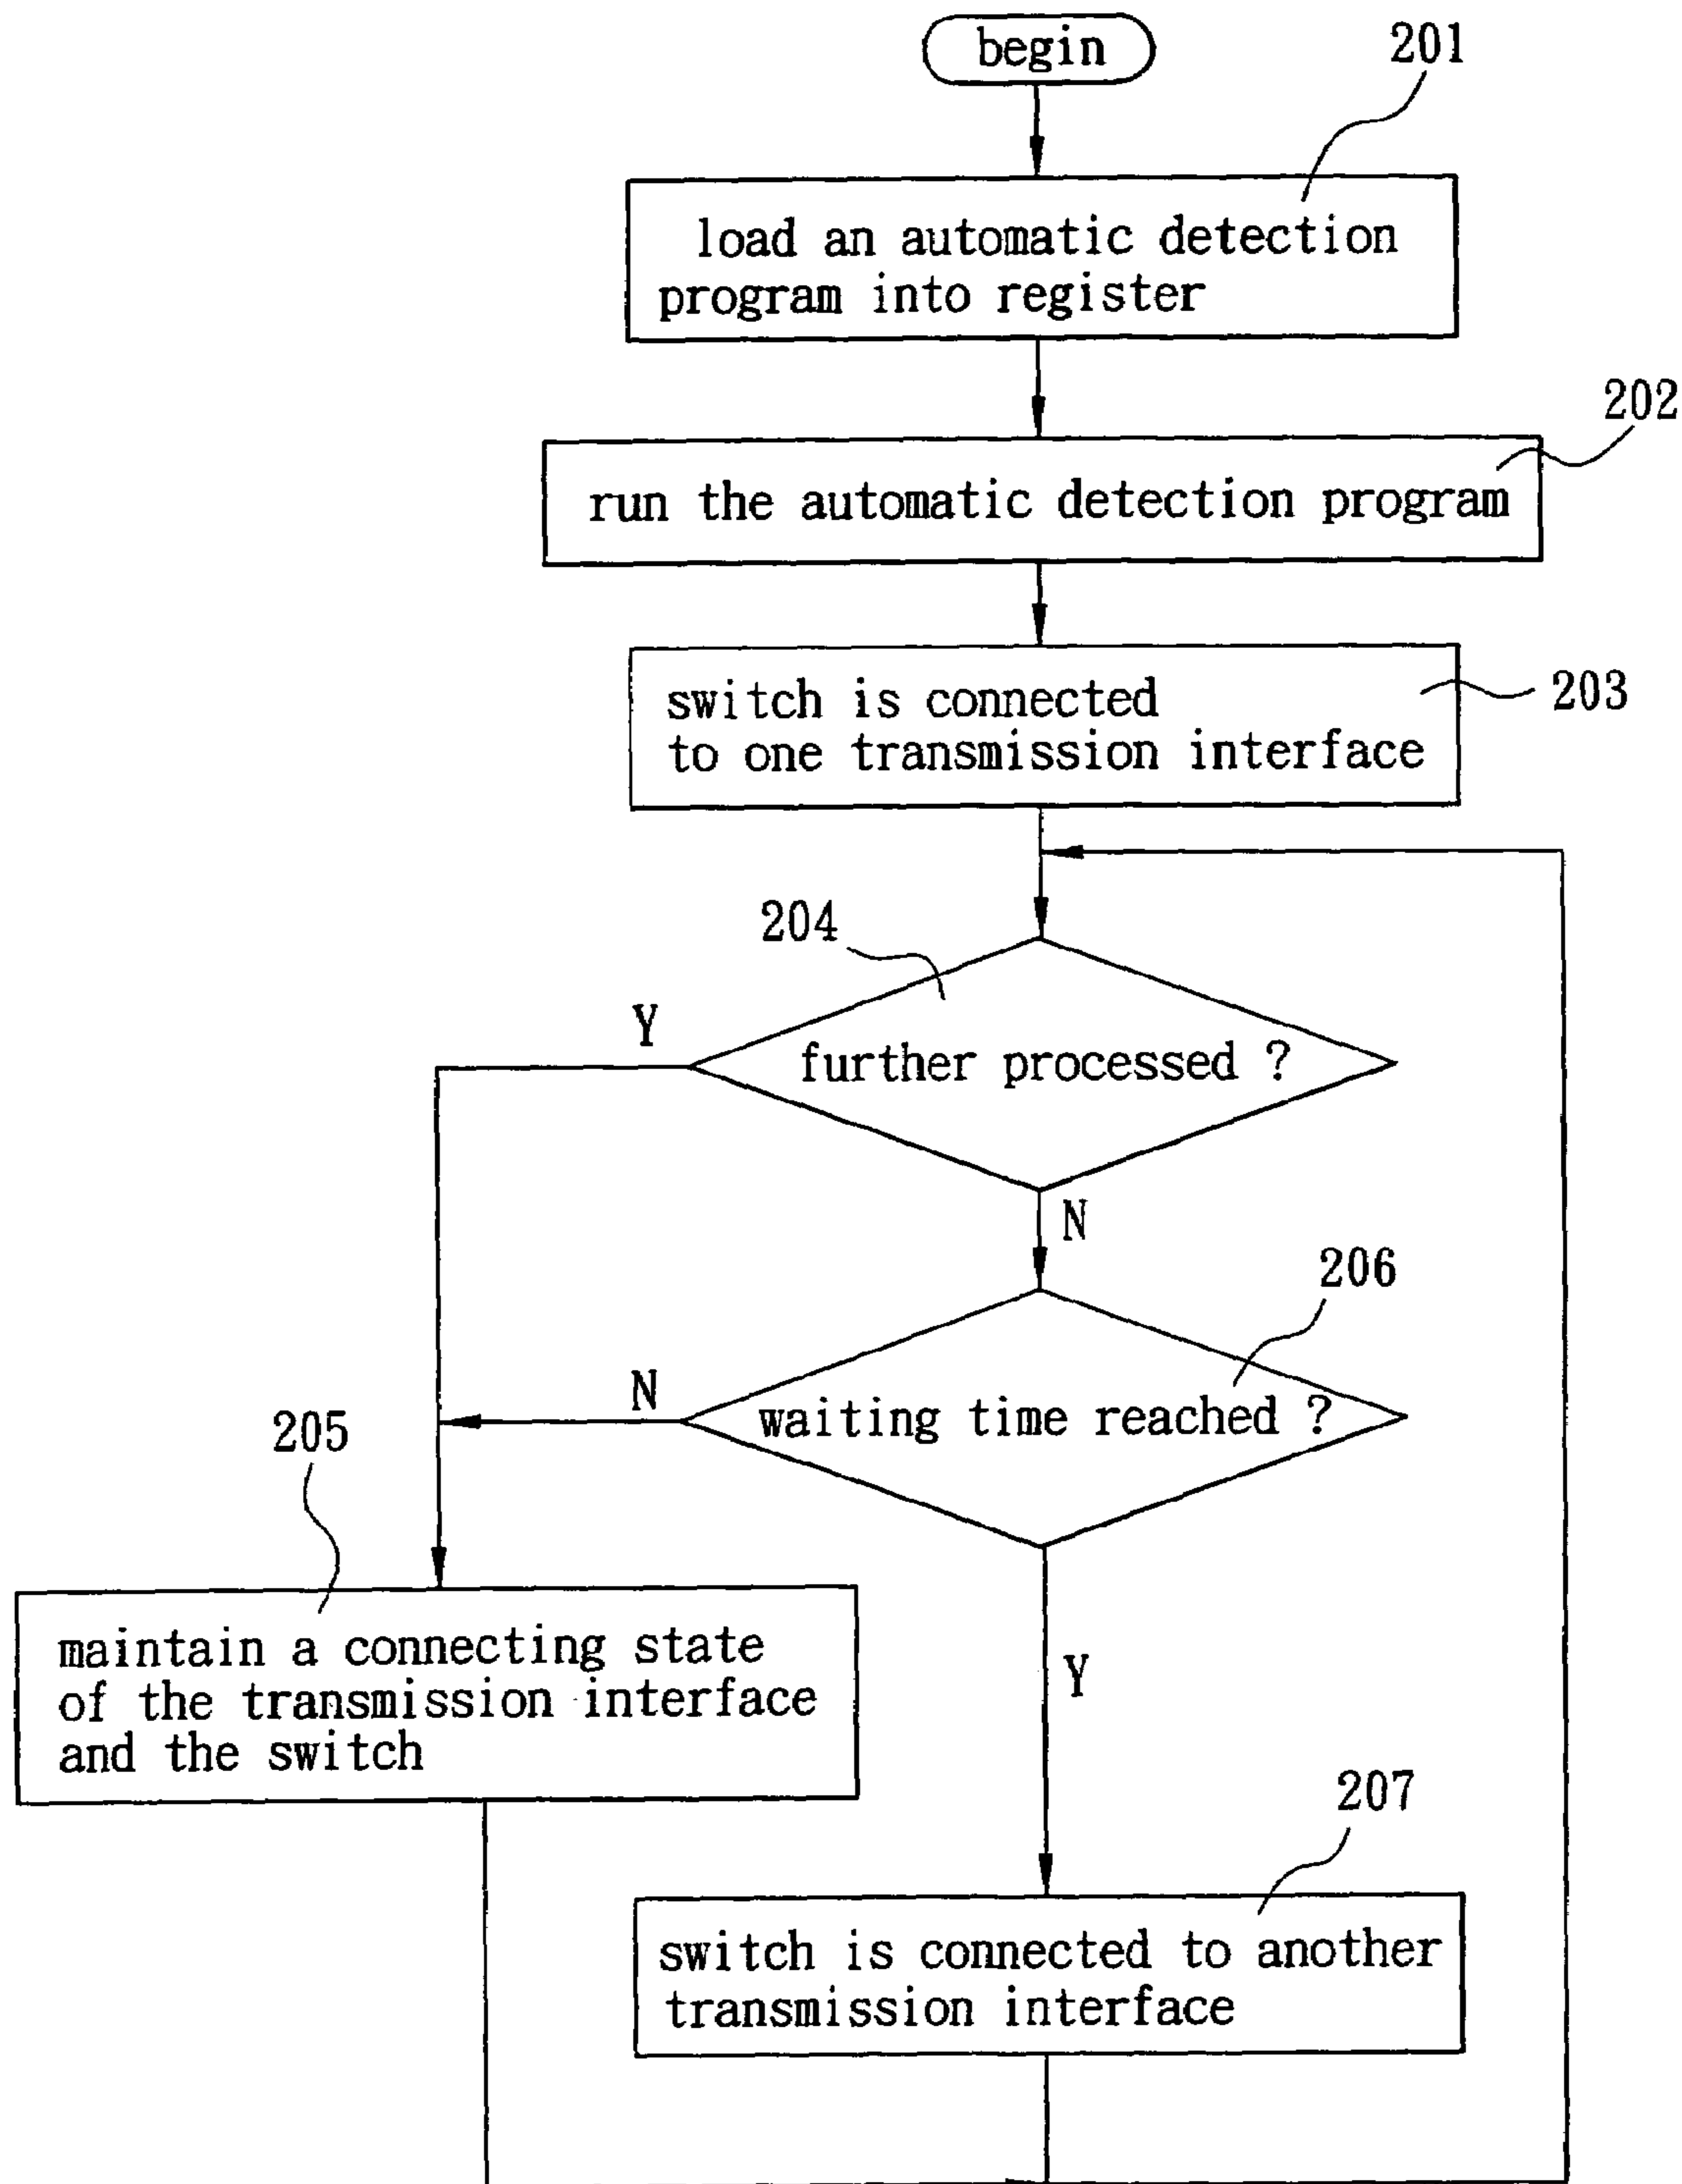 begin
201
load an automatic detection
program into register
202
run the automatic detection program
203
switch is connected
to one transmission interface
204
Y
further processed ?
N
206
N
waiting time reached ?
205
maintain a connecting state
of the transmission interface
and the switch
Y
207
switch is connected to another
transmission interface